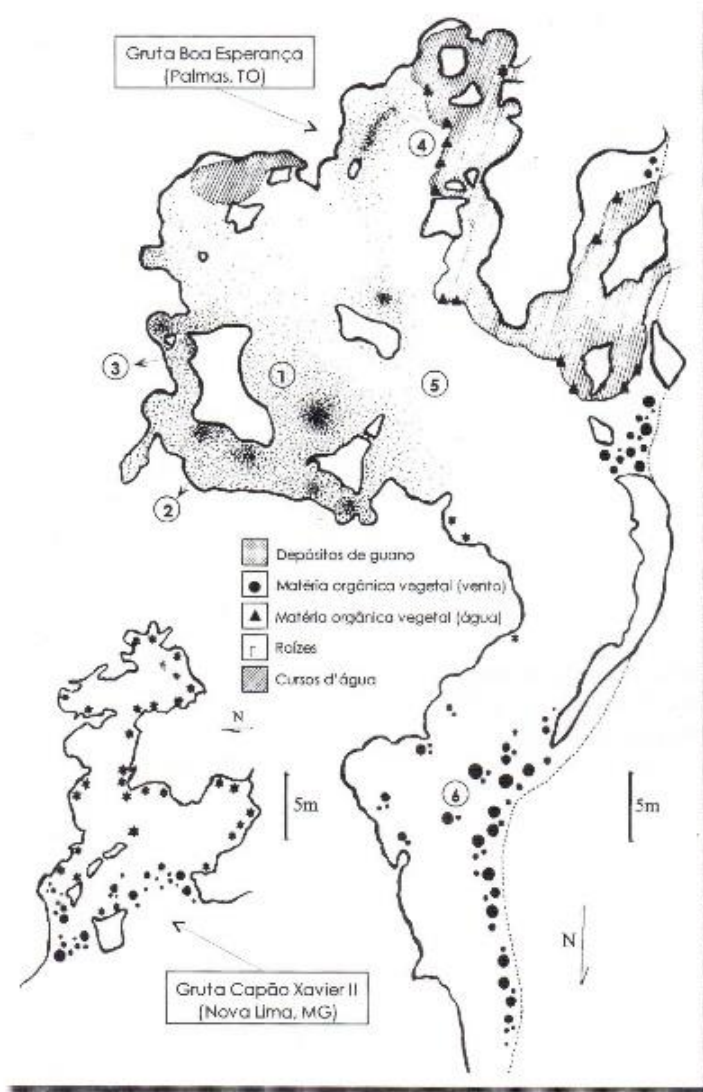 Gruta Boa Esperança
(Palmas, TO)
4
3
1
5
2
Depósitos de guano
Matéria orgânica vegetal (vento)
Matéria orgânica vegetal (água)
Raízes
Cursos d'água
N
5m
6
5m
N
Gruta Capão Xavier II
(Nova Lima, MG)